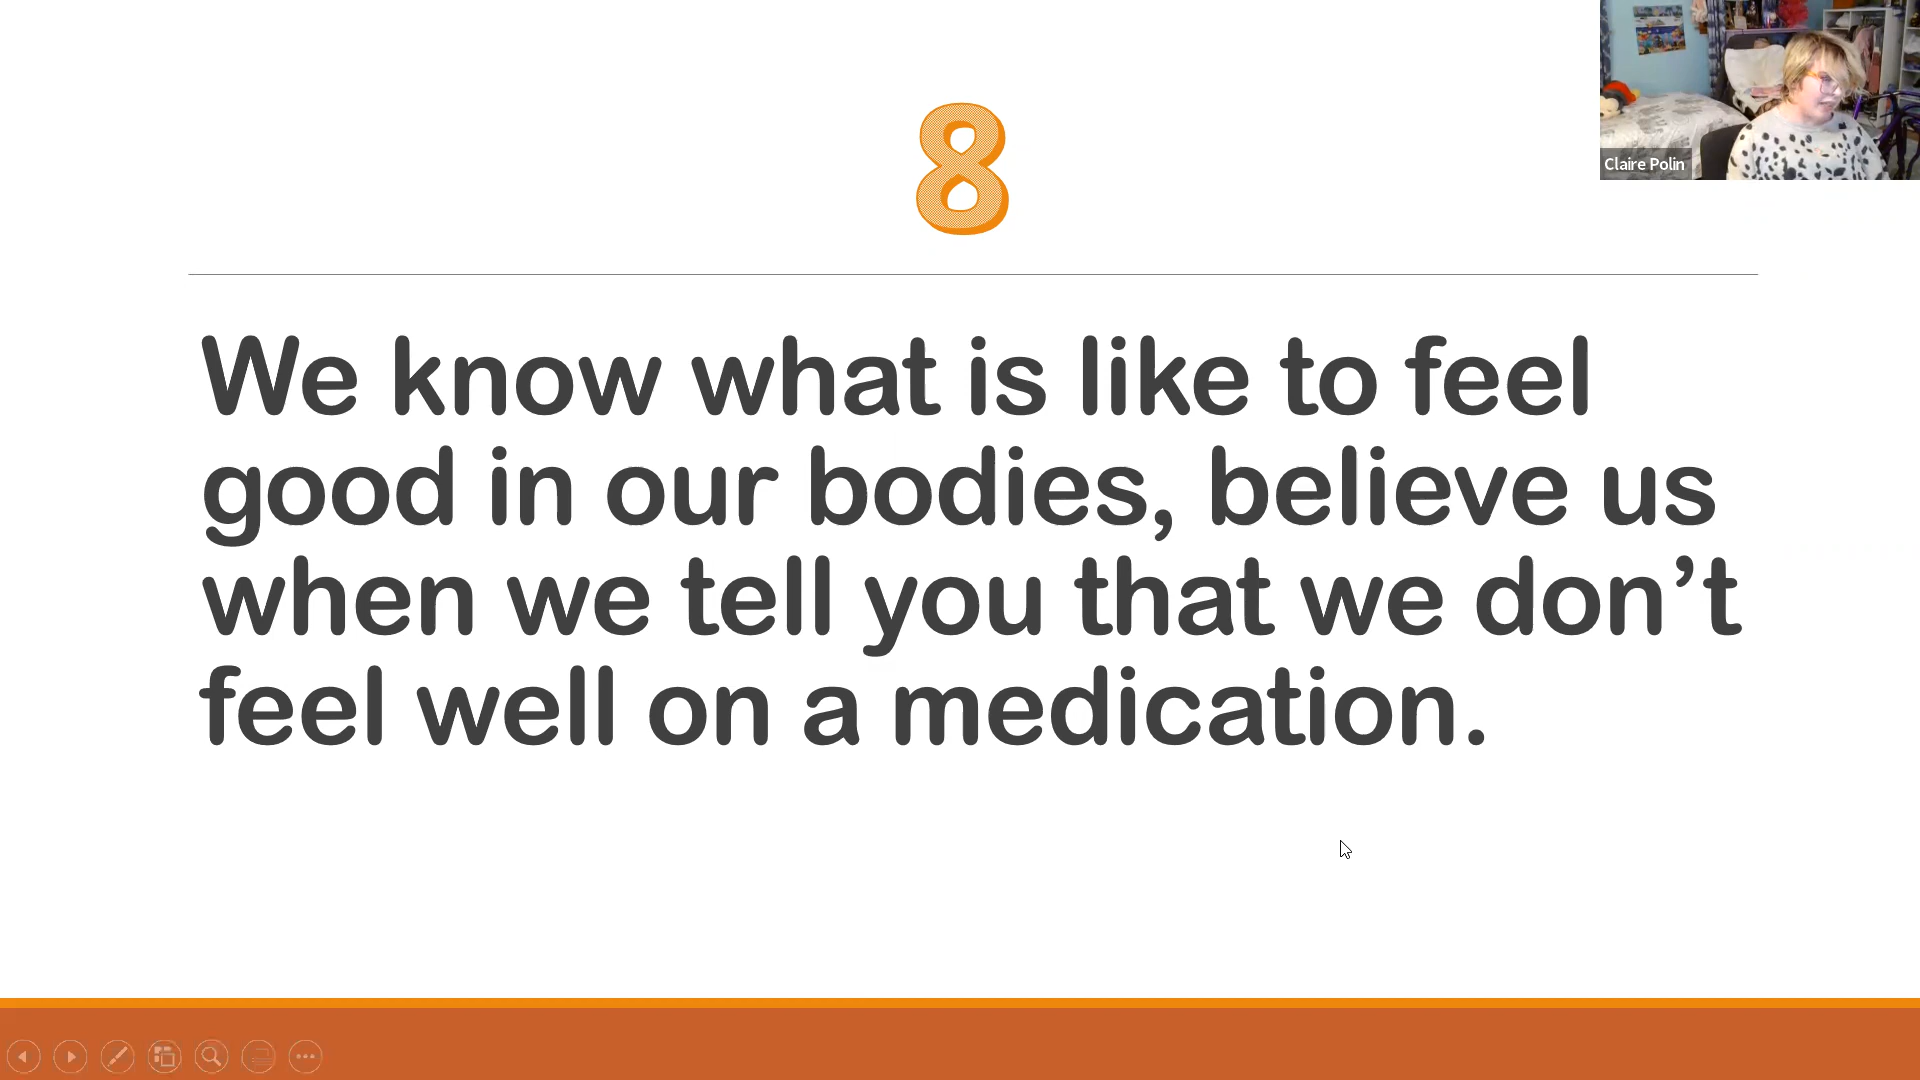 8
Claire Polin
We know what is like to feel
good in our bodies, believe us
when we tell you that we don’t
feel well on a medication.